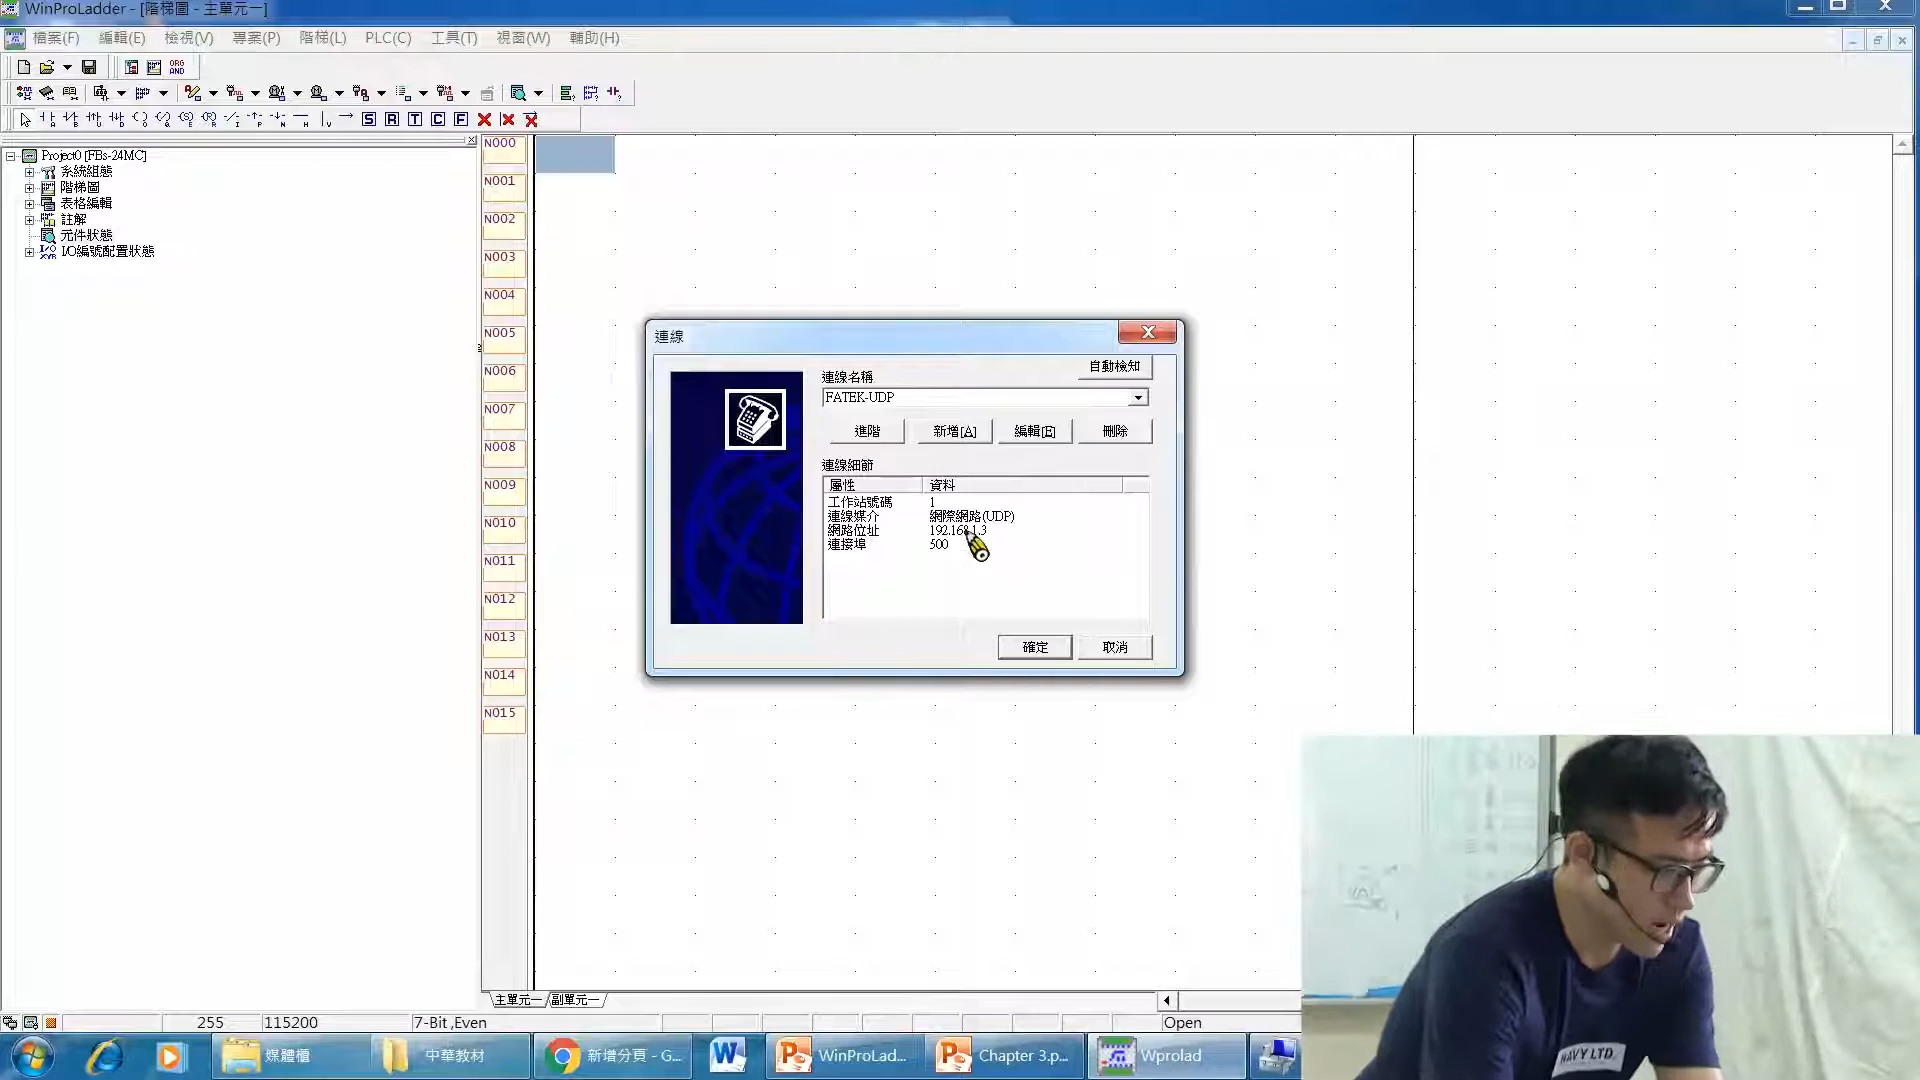 WinProLadder - [階梯圖 - 主單元一]
檔案(F) 編輯(E) 檢視(V) 專案(P) 階梯(L) PLC(C) 工具(T) 視窗(W) 輔助(H)
ORG
AND
S R T C F
Project0 [FBs-24MC]
系統組態
階梯圖
表格編輯
註解
元件狀態
I/O編號配置狀態
N000
N001
N002
N003
N004
N005
N006
N007
N008
N009
N010
N011
N012
N013
N014
N015
連線
自動檢知
連線名稱
FATEK-UDP
進階 新增[A] 編輯[E] 刪除
連線細節
屬性 資料
工作站號碼 1
連線媒介 網際網路(UDP)
網路位址 192.168.1.3
連接埠 500
確定 取消
主單元一 副單元一
255 115200 7-Bit ,Even Open
媒體櫃 中華教材 新增分頁 - G... WinProLad... Chapter 3.p... Wprolad
NAVY LTD.